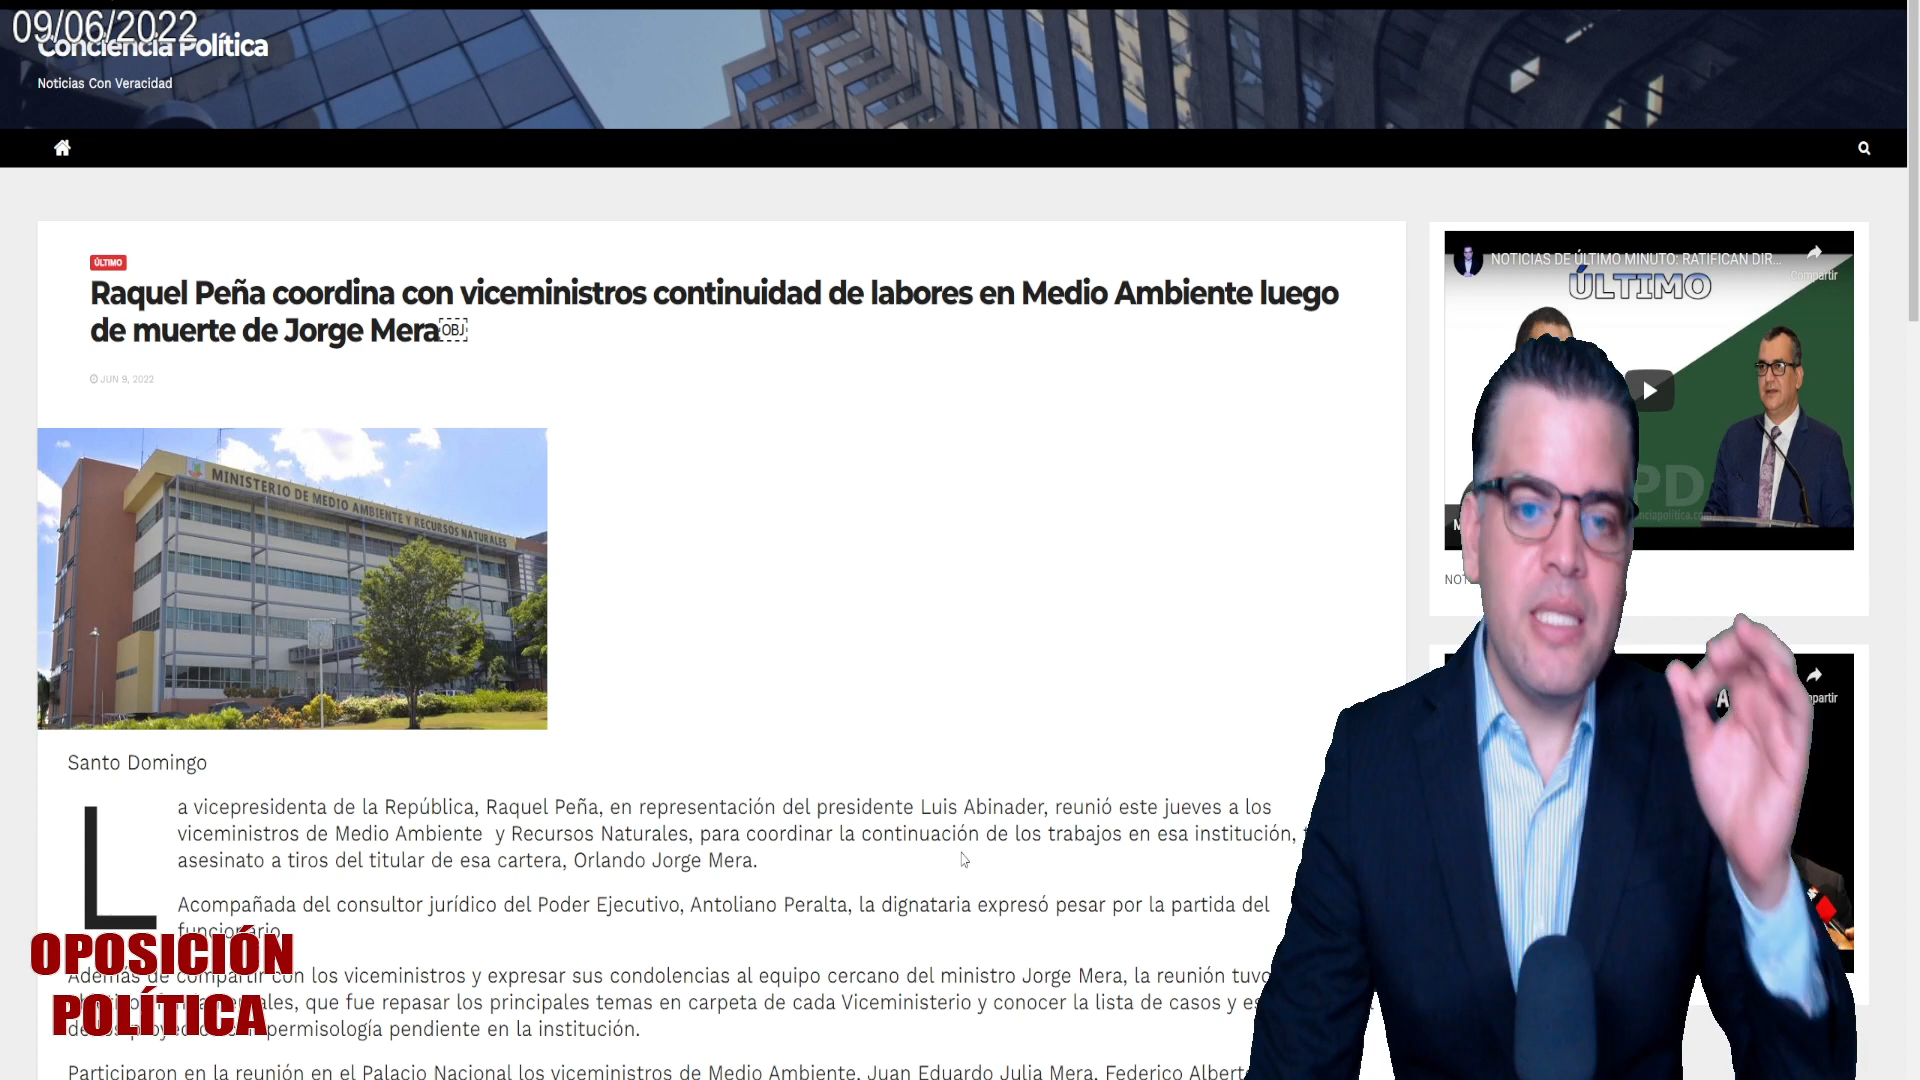 09/06/2022
Conciencia Política
Noticias Con Veracidad
ÚLTIMO
Raquel Peña coordina con viceministros continuidad de labores en Medio Ambiente luego
de muerte de Jorge Mera￼
JUN 9, 2022
MINISTERIO DE MEDIO AMBIENTE Y RECURSOS NATURALES
Santo Domingo
La vicepresidenta de la República, Raquel Peña, en representación del presidente Luis Abinader, reunió este jueves a los
viceministros de Medio Ambiente y Recursos Naturales, para coordinar la continuación de los trabajos en esa institución,
asesinato a tiros del titular de esa cartera, Orlando Jorge Mera.
Acompañada del consultor jurídico del Poder Ejecutivo, Antoliano Peralta, la dignataria expresó pesar por la partida del
funcionario.
Además de compartir con los viceministros y expresar sus condolencias al equipo cercano del ministro Jorge Mera, la reunión tuvo
que fue repasar los principales temas en carpeta de cada Viceministerio y conocer la lista de casos y
permisología pendiente en la institución.
Participaron en la reunión en el Palacio Nacional los viceministros de Medio Ambiente, Juan Eduardo Julia Mera, Federico Alberto
OPOSICIÓN
POLÍTICA
NOTICIAS DE ÚLTIMO MINUTO: RATIFICAN DIR...
Compartir
ÚLTIMO
PD